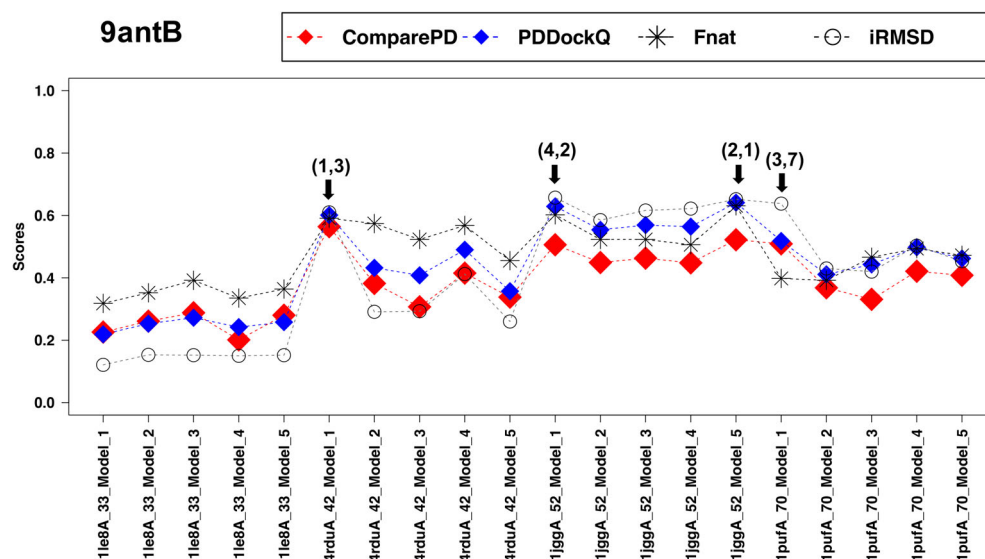 9antB
ComparePD
PDDockQ
Fnat
iRMSD
Scores
1.0
0.8
0.6
0.4
0.2
0.0
(1,3)
(4,2)
(2,1)
(3,7)
1le8A_33_Model_1
1le8A_33_Model_2
1le8A_33_Model_3
1le8A_33_Model_4
1le8A_33_Model_5
4rduA_42_Model_1
4rduA_42_Model_2
4rduA_42_Model_3
4rduA_42_Model_4
4rduA_42_Model_5
1jggA_52_Model_1
1jggA_52_Model_2
1jggA_52_Model_3
1jggA_52_Model_4
1jggA_52_Model_5
1pufA_70_Model_1
1pufA_70_Model_2
1pufA_70_Model_3
1pufA_70_Model_4
1pufA_70_Model_5